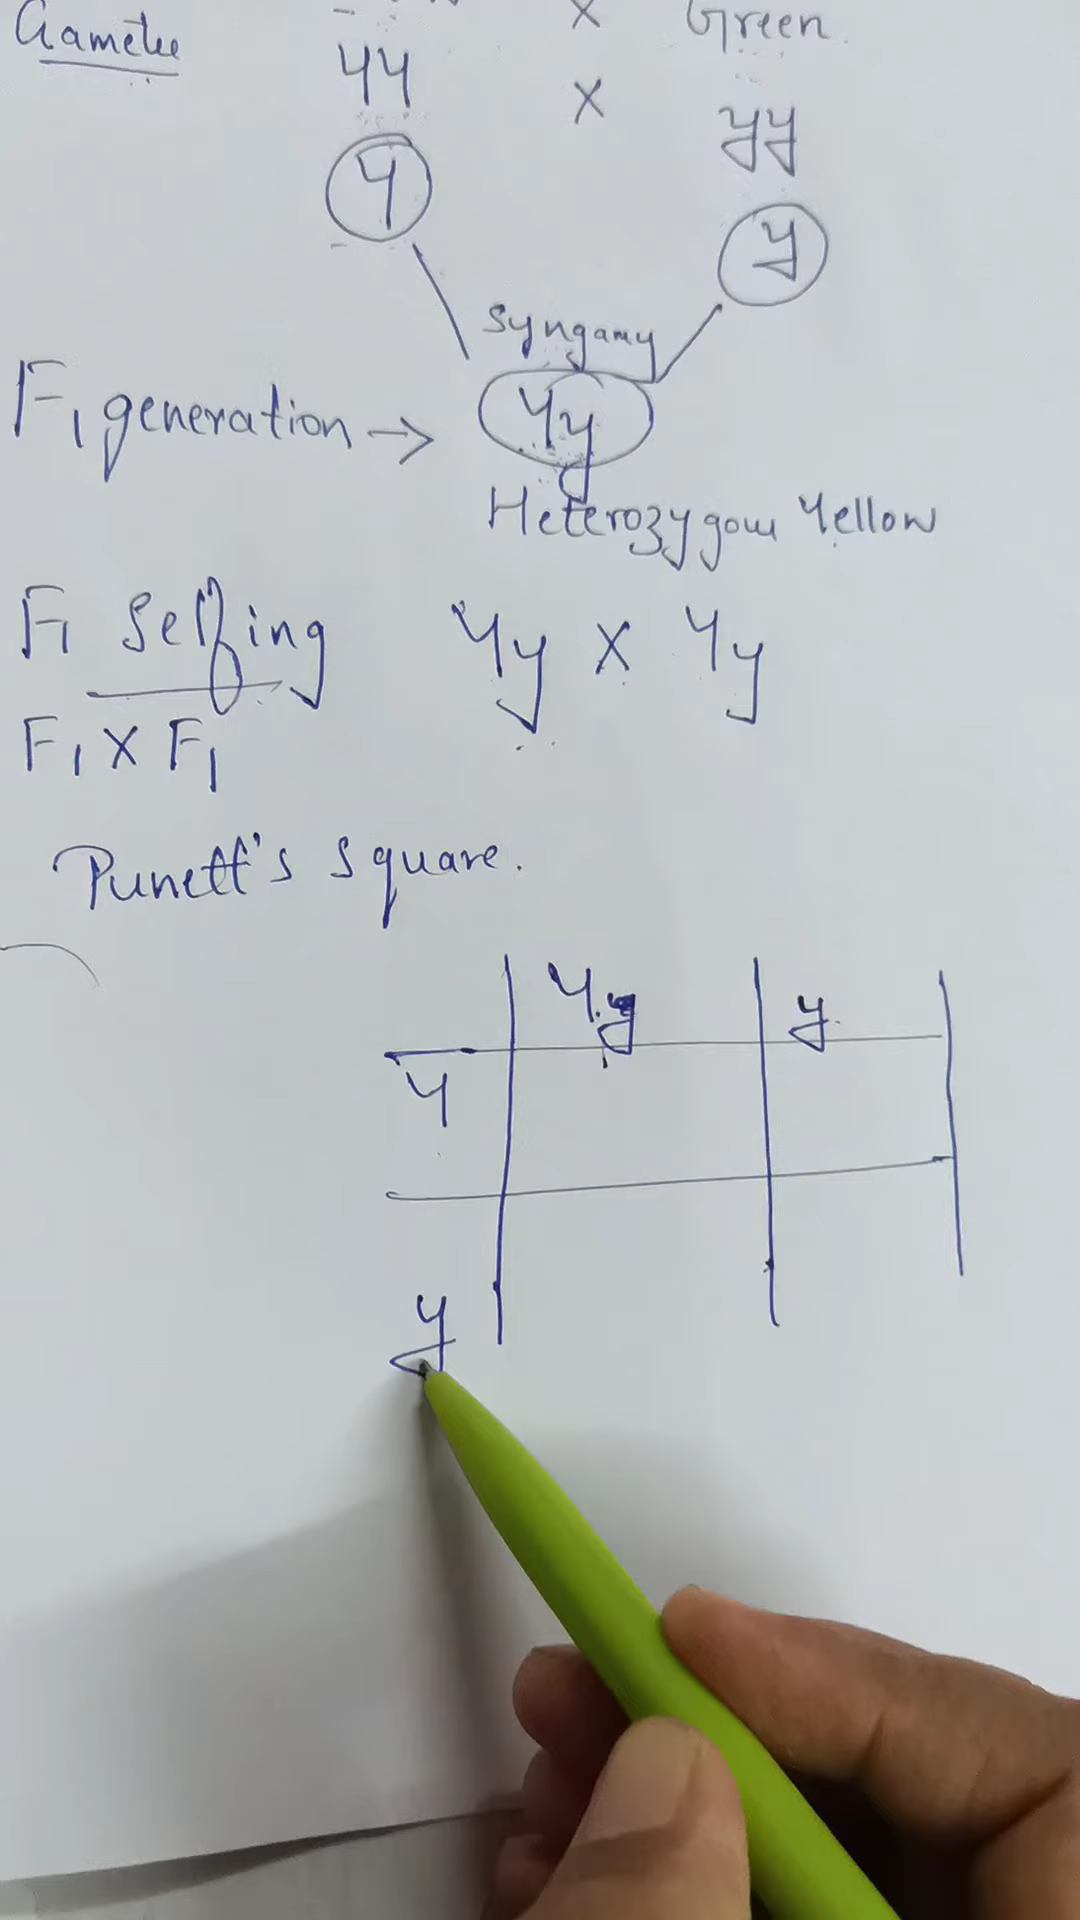 × Green
Gamete
YY × yy
Y
y
Syngamy
F1 generation → Yy
Heterozygous Yellow
F1 Selfing Yy × Yy
F1 × F1
Punett's square.
Y y y
Y
y